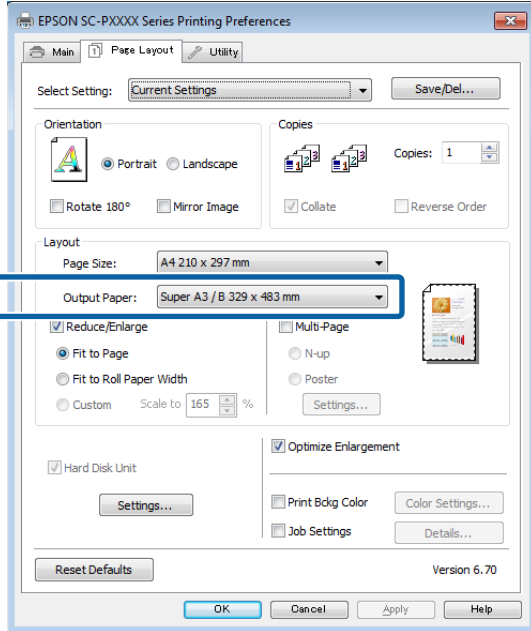 EPSON SC-PXXXX Series Printing Preferences
Main Page Layout Utility
Select Setting: Current Settings Save/Del...
Orientation
Portrait Landscape
Rotate 180° Mirror Image
Copies
Copies: 1
Collate Reverse Order
Layout
Page Size: A4 210 x 297 mm
Output Paper: Super A3 / B 329 x 483 mm
Reduce/Enlarge
Fit to Page
Fit to Roll Paper Width
Custom Scale to 165 %
Multi-Page
N-up
Poster
Settings...
Optimize Enlargement
Hard Disk Unit
Settings...
Print Bckg Color Color Settings...
Job Settings Details...
Reset Defaults Version 6.70
OK Cancel Apply Help